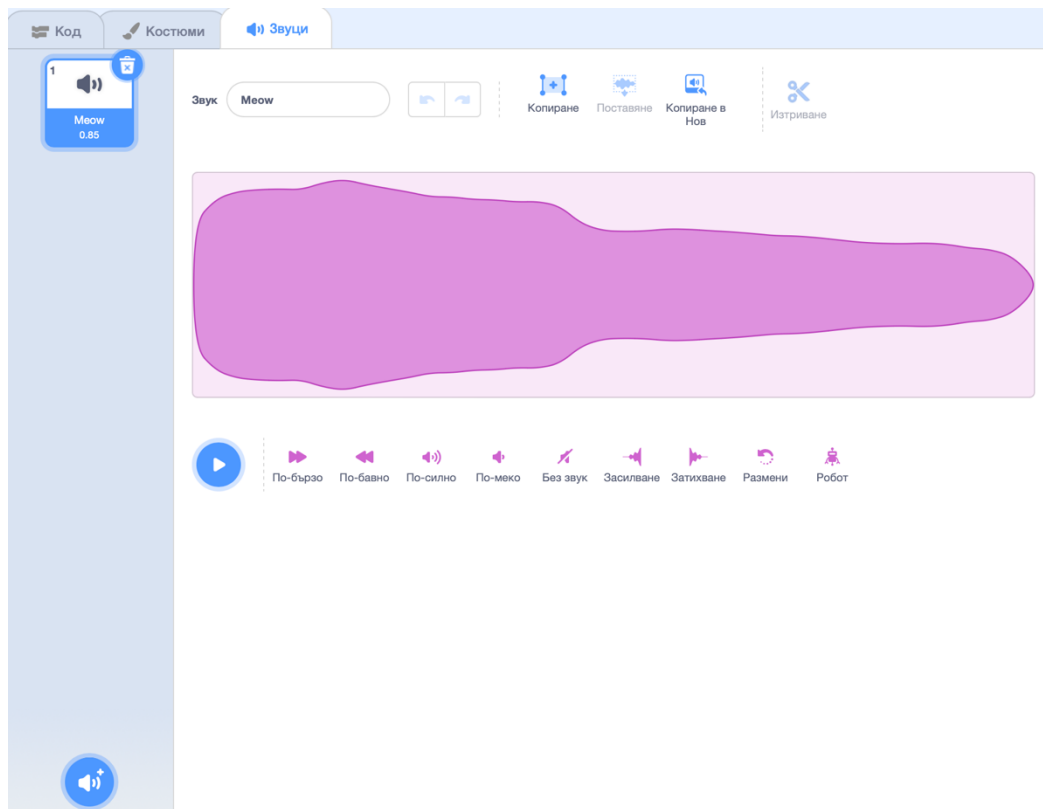 Код
Костюми
Звуци
1
Meow
0.85
Звук
Meow
Копиране
Поставяне
Копиране в
Нов
Изтриване
По-бързо
По-бавно
По-силно
По-меко
Без звук
Засилване
Затихване
Размени
Робот